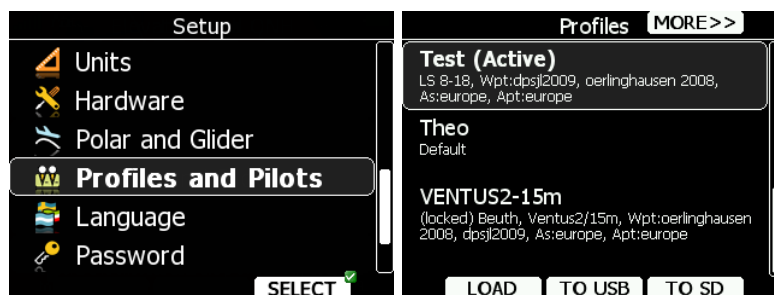 Setup
Units
Hardware
Polar and Glider
Profiles and Pilots
Language
Password
SELECT
Profiles
MORE>>
Test (Active)
LS 8-18, Wpt:dpsjl2009, oerlinghausen 2008,
As:europe, Apt:europe
Theo
Default
VENTUS2-15m
(locked) Beuth, Ventus2/15m, Wpt:oerlinghausen
2008, dpsjl2009, As:europe, Apt:europe
LOAD
TO USB
TO SD